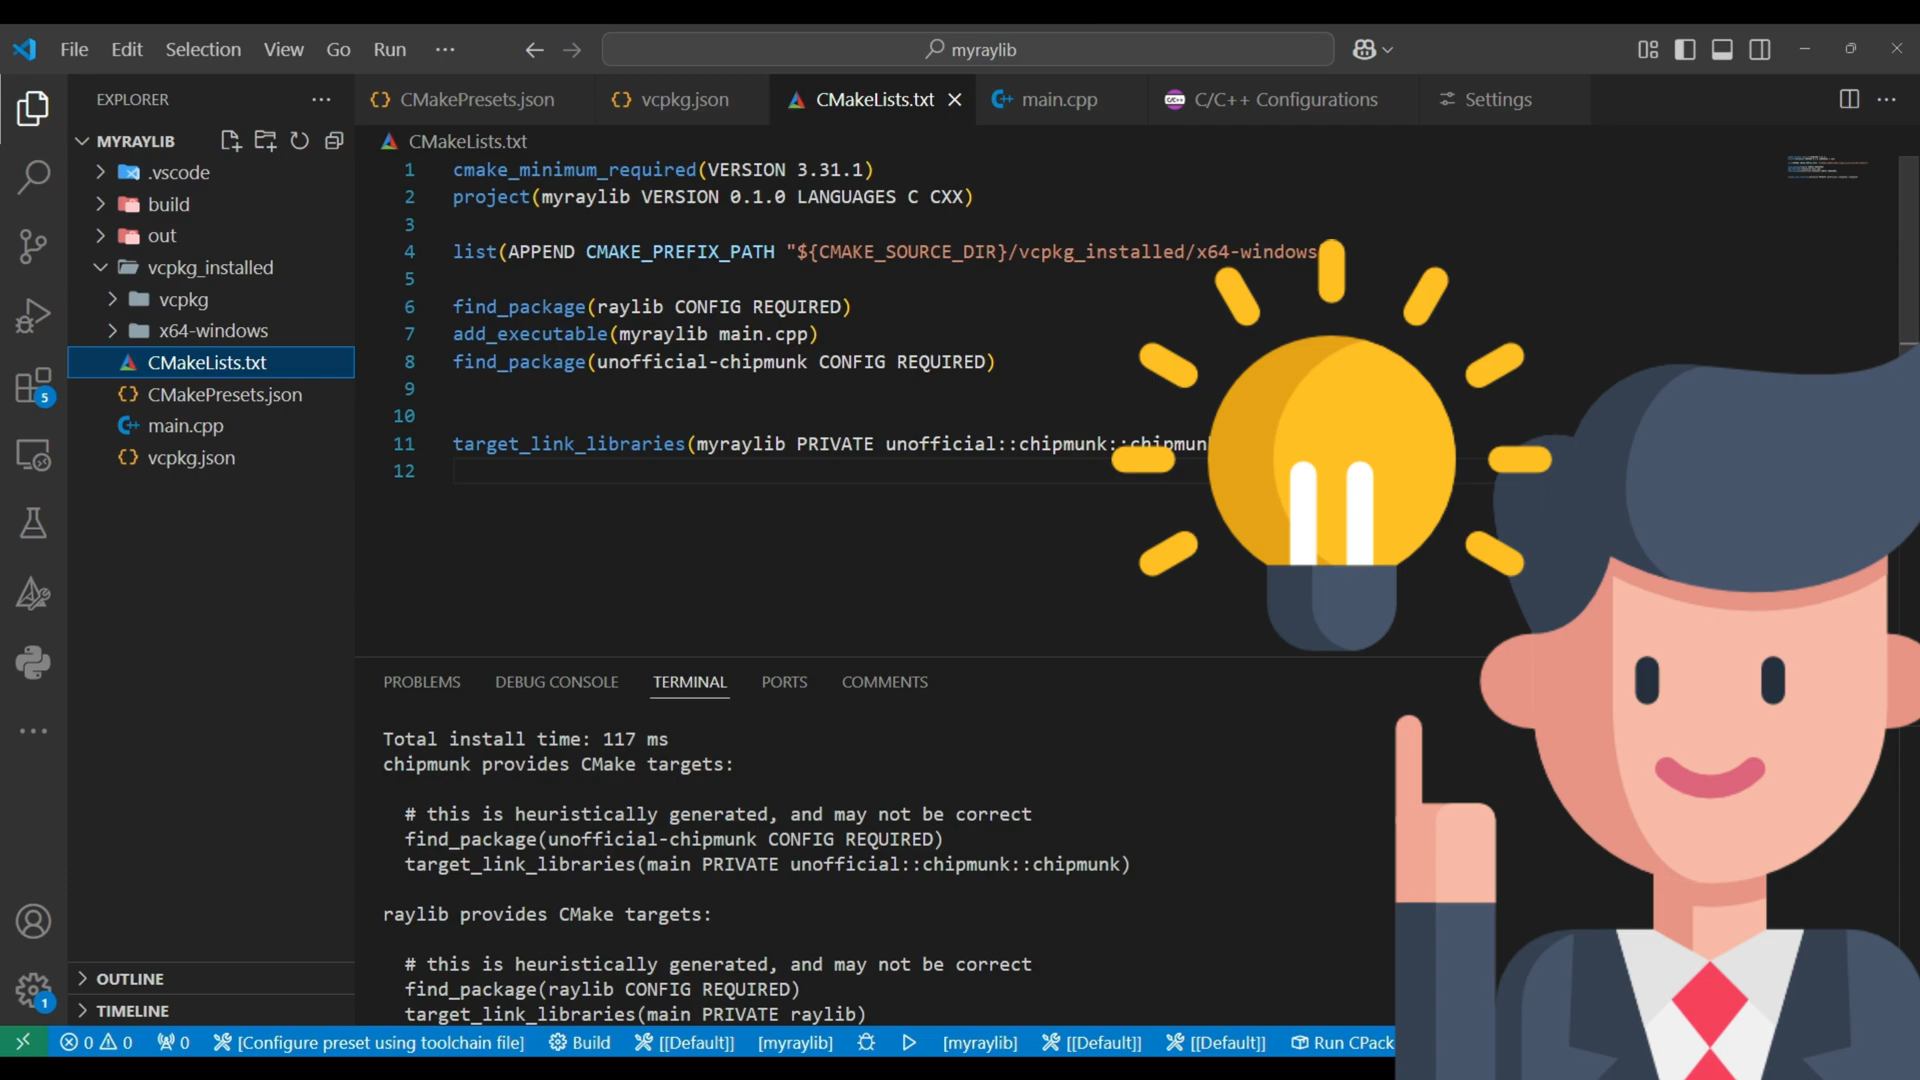 File Edit Selection View Go Run ···
myraylib
EXPLORER ···
CMakePresets.json
vcpkg.json
CMakeLists.txt
main.cpp
C/C++ Configurations
Settings
MYRAYLIB
.vscode
build
out
vcpkg_installed
vcpkg
x64-windows
CMakeLists.txt
CMakePresets.json
main.cpp
vcpkg.json
OUTLINE
TIMELINE
5
1
CMakeLists.txt
1 cmake_minimum_required(VERSION 3.31.1)
2 project(myraylib VERSION 0.1.0 LANGUAGES C CXX)
3
4 list(APPEND CMAKE_PREFIX_PATH "${CMAKE_SOURCE_DIR}/vcpkg_installed/x64-windows
5
6 find_package(raylib CONFIG REQUIRED)
7 add_executable(myraylib main.cpp)
8 find_package(unofficial-chipmunk CONFIG REQUIRED)
9
10
11 target_link_libraries(myraylib PRIVATE unofficial::chipmunk::chipmun
12
PROBLEMS DEBUG CONSOLE TERMINAL PORTS COMMENTS
Total install time: 117 ms
chipmunk provides CMake targets:
# this is heuristically generated, and may not be correct
find_package(unofficial-chipmunk CONFIG REQUIRED)
target_link_libraries(main PRIVATE unofficial::chipmunk::chipmunk)
raylib provides CMake targets:
# this is heuristically generated, and may not be correct
find_package(raylib CONFIG REQUIRED)
target_link_libraries(main PRIVATE raylib)
0 0 0 [Configure preset using toolchain file] Build [[Default]] [myraylib] [myraylib] [[Default]] [[Default]] Run CPack